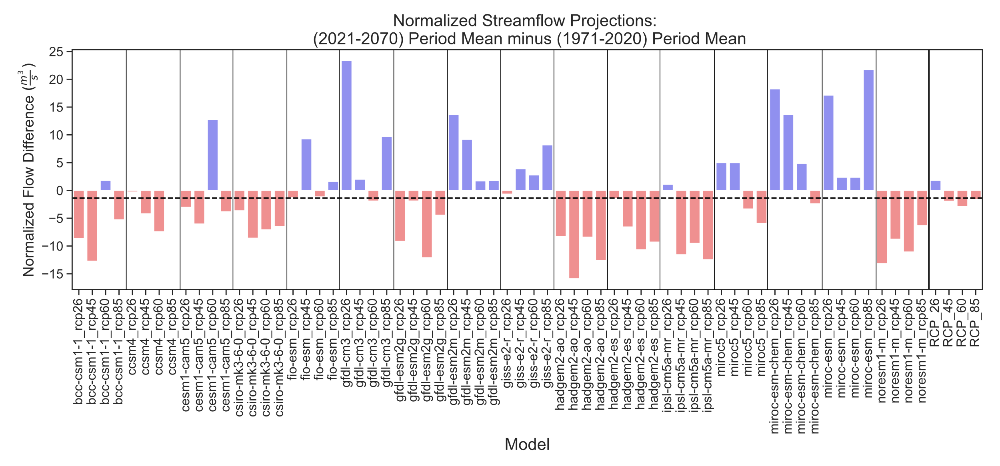 Normalized Streamflow Projections:
(2021-2070) Period Mean minus (1971-2020) Period Mean
Normalized Flow Difference (m³/s)
25
20
15
10
5
0
−5
−10
−15
bcc-csm1-1_rcp26
bcc-csm1-1_rcp45
bcc-csm1-1_rcp60
bcc-csm1-1_rcp85
ccsm4_rcp26
ccsm4_rcp45
ccsm4_rcp60
ccsm4_rcp85
cesm1-cam5_rcp26
cesm1-cam5_rcp45
cesm1-cam5_rcp60
cesm1-cam5_rcp85
csiro-mk3-6-0_rcp26
csiro-mk3-6-0_rcp45
csiro-mk3-6-0_rcp60
csiro-mk3-6-0_rcp85
fio-esm_rcp26
fio-esm_rcp45
fio-esm_rcp60
fio-esm_rcp85
gfdl-cm3_rcp26
gfdl-cm3_rcp45
gfdl-cm3_rcp60
gfdl-cm3_rcp85
gfdl-esm2g_rcp26
gfdl-esm2g_rcp45
gfdl-esm2g_rcp60
gfdl-esm2g_rcp85
gfdl-esm2m_rcp26
gfdl-esm2m_rcp45
gfdl-esm2m_rcp60
gfdl-esm2m_rcp85
giss-e2-r_rcp26
giss-e2-r_rcp45
giss-e2-r_rcp60
giss-e2-r_rcp85
hadgem2-ao_rcp26
hadgem2-ao_rcp45
hadgem2-ao_rcp60
hadgem2-ao_rcp85
hadgem2-es_rcp26
hadgem2-es_rcp45
hadgem2-es_rcp60
hadgem2-es_rcp85
ipsl-cm5a-mr_rcp26
ipsl-cm5a-mr_rcp45
ipsl-cm5a-mr_rcp60
ipsl-cm5a-mr_rcp85
miroc5_rcp26
miroc5_rcp45
miroc5_rcp60
miroc5_rcp85
miroc-esm-chem_rcp26
miroc-esm-chem_rcp45
miroc-esm-chem_rcp60
miroc-esm-chem_rcp85
miroc-esm_rcp26
miroc-esm_rcp45
miroc-esm_rcp60
miroc-esm_rcp85
noresm1-m_rcp26
noresm1-m_rcp45
noresm1-m_rcp60
noresm1-m_rcp85
RCP_26
RCP_45
RCP_60
RCP_85
Model